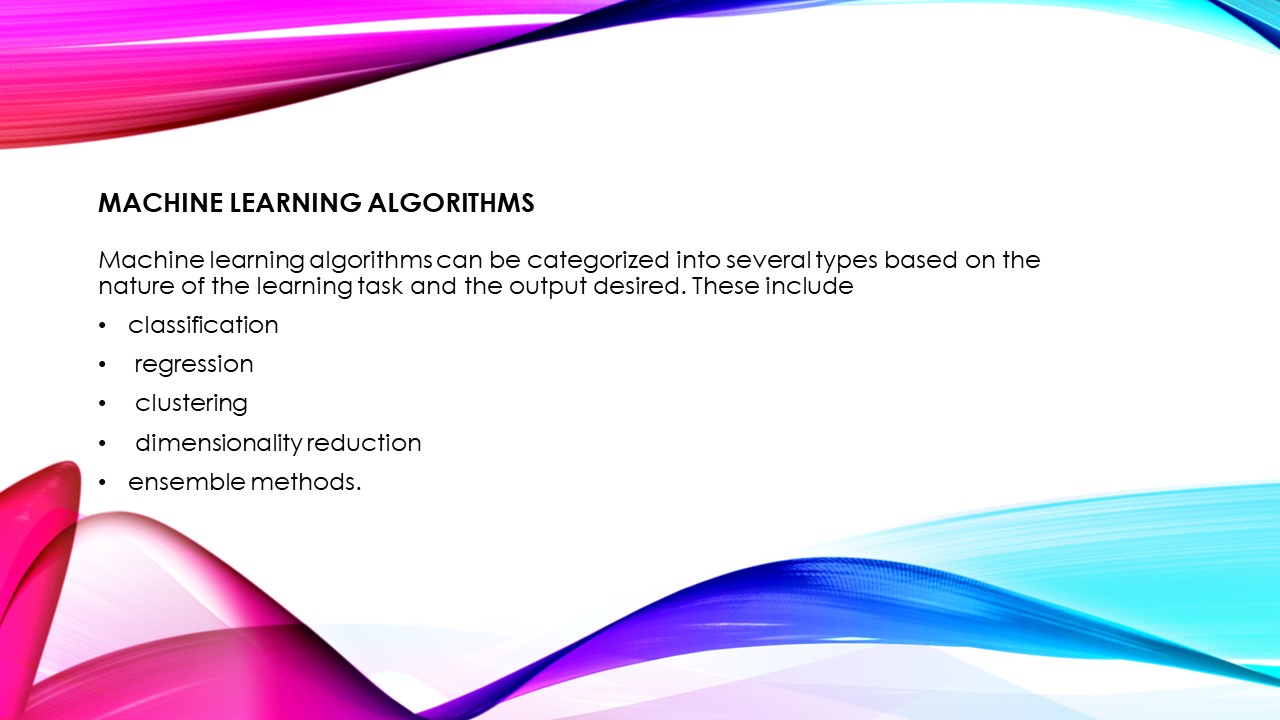 MACHINE LEARNING ALGORITHMS
Machine learning algorithms can be categorized into several types based on the
nature of the learning task and the output desired. These include
• classification
• regression
• clustering
• dimensionality reduction
• ensemble methods.